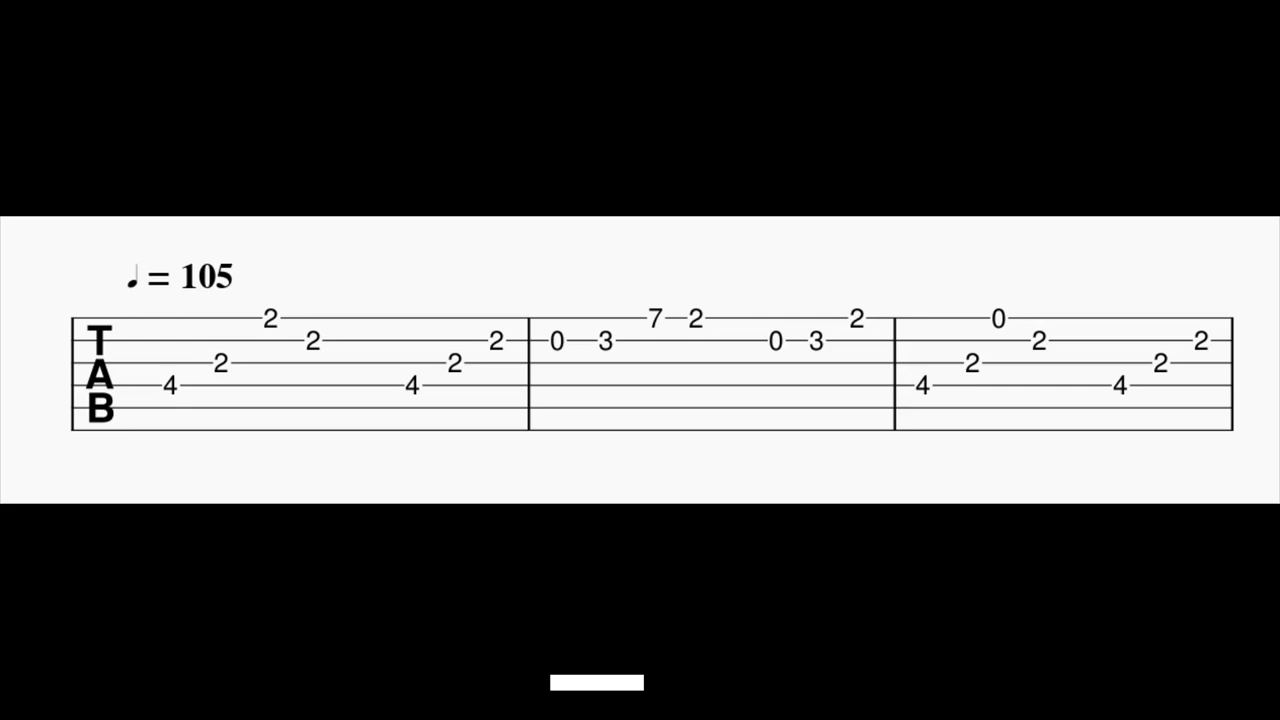 ♩ = 105
2 7 2 2 0
T 2 2 0 3 0 3 2 2
A 2 2 2 2
4 4 4 4
B